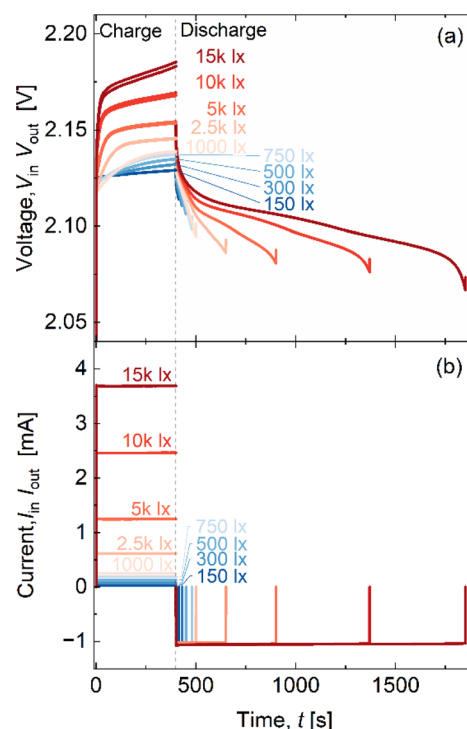 Charge Discharge
(a)
2.20
15k lx
10k lx
5k lx
2.5k lx
1000 lx
750 lx
500 lx
300 lx
150 lx
2.15
2.10
2.05
Voltage, Vin Vout [V]
(b)
4
15k lx
3
10k lx
2
5k lx
1
2.5k lx
1000 lx
750 lx
500 lx
300 lx
150 lx
0
−1
Current, Iin Iout [mA]
0 500 1000 1500
Time, t [s]